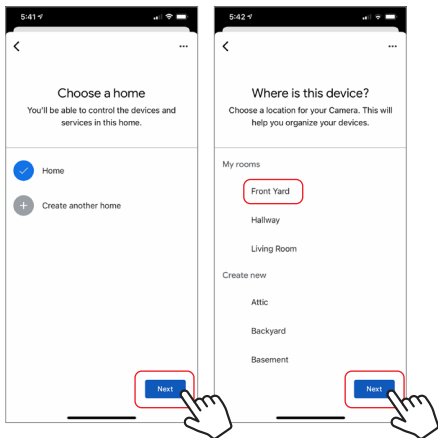 5:41
Choose a home
You'll be able to control the devices and
services in this home.
Home
Create another home
Next
5:42
Where is this device?
Choose a location for your Camera. This will
help you organize your devices.
My rooms
Front Yard
Hallway
Living Room
Create new
Attic
Backyard
Basement
Next